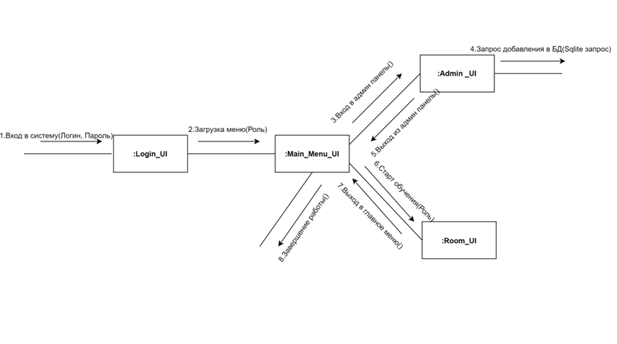 4.Запрос добавления в БД(Sqlite запрос)
:Admin _UI
3.Вход в админ панель()
5.Выход из админ панель()
1.Вход в систему(Логин, Пароль)
2.Загрузка меню(Роль)
:Login_UI
:Main_Menu_UI
6.Старт обучения(Роль)
7.Выход в главное меню()
8.Завершение работы()
:Room_UI